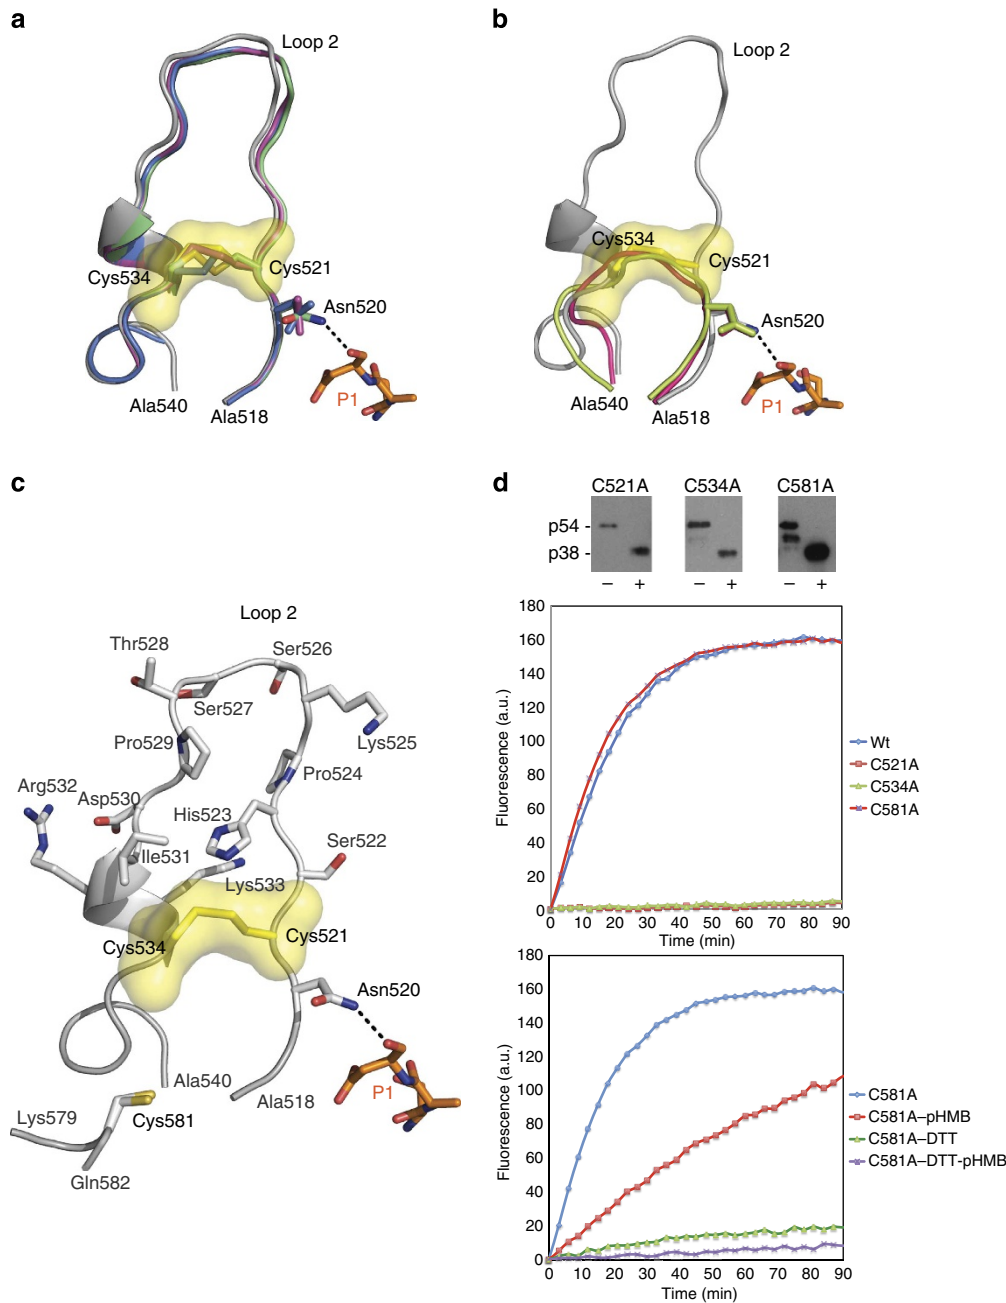 a
Loop 2
Cys534
Cys521
Asn520
P1
Ala540
Ala518
b
Loop 2
Cys534
Cys521
Asn520
P1
Ala540
Ala518
c
Loop 2
Thr528
Ser526
Ser527
Lys525
Pro529
Pro524
Arg532
Asp530
His523
Ser522
Ile531
Lys533
Cys534
Cys521
Asn520
P1
Ala540
Ala518
Lys579
Cys581
Gln582
d
C521A C534A C581A
p54 -
p38 -
– + – + – +
180
160
140
120
100
80
60
40
20
0
Fluorescence (a.u.)
0 10 20 30 40 50 60 70 80 90
Time (min)
Wt
C521A
C534A
C581A
180
160
140
120
100
80
60
40
20
0
Fluorescence (a.u.)
0 10 20 30 40 50 60 70 80 90
Time (min)
C581A
C581A–pHMB
C581A–DTT
C581A–DTT-pHMB